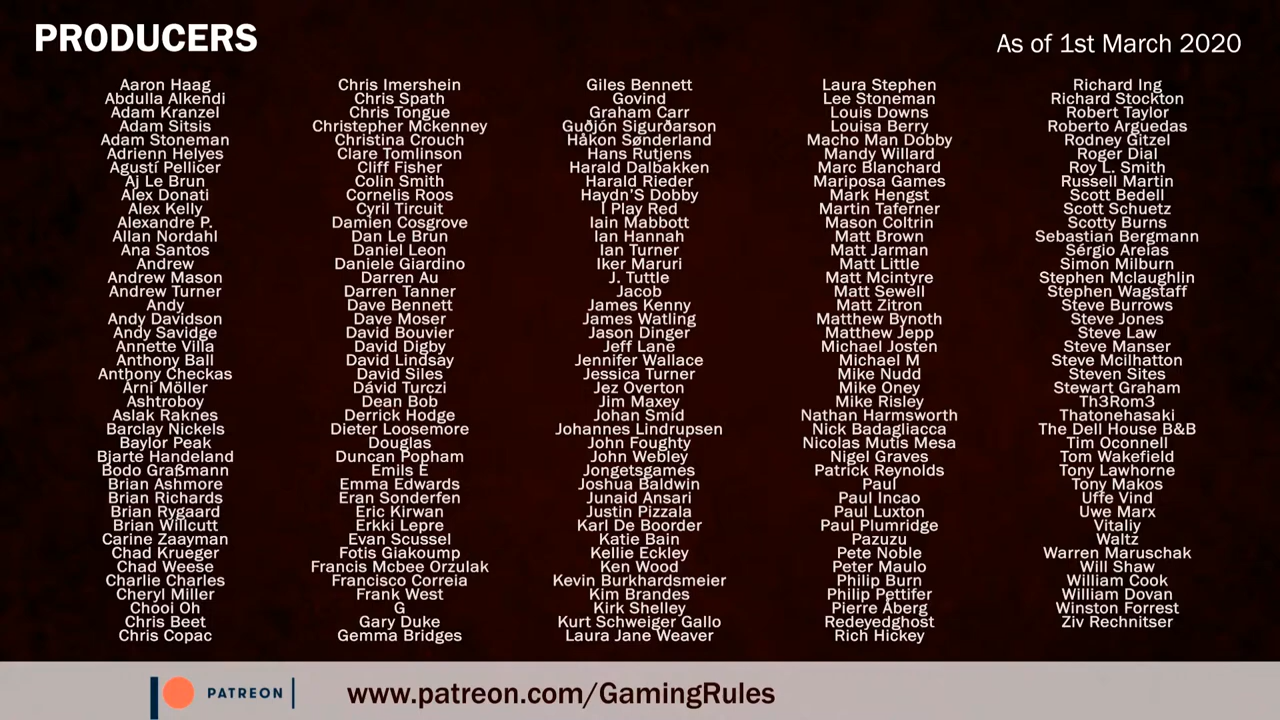 PRODUCERS
As of 1st March 2020
Aaron Haag
Abdulla Alkendi
Adam Kranzel
Adam Sitsis
Adam Stoneman
Adrienn Helyes
Agustí Pellicer
Aj Le Brun
Alex Donati
Alex Kelly
Alexandre P.
Allan Nordahl
Ana Santos
Andrew
Andrew Mason
Andrew Turner
Andy
Andy Davidson
Andy Savidge
Annette Villa
Anthony Ball
Anthony Checkas
Árni Möller
Ashtroboy
Aslak Raknes
Barclay Nickels
Baylor Peak
Bjarte Handeland
Bodo Graßmann
Brian Ashmore
Brian Richards
Brian Rygaard
Brian Willcutt
Carine Zaayman
Chad Krueger
Chad Weese
Charlie Charles
Cheryl Miller
Chooi Oh
Chris Beet
Chris Copac
Chris Imershein
Chris Spath
Chris Tongue
Christopher Mckenney
Christina Crouch
Clare Tomlinson
Cliff Fisher
Colin Smith
Cornelis Roos
Cyril Tircuit
Damien Cosgrove
Dan Le Brun
Daniel Leon
Daniele Giardino
Darren Au
Darren Tanner
Dave Bennett
Dave Moser
David Bouvier
David Digby
David Lindsay
David Siles
Dávid Turczi
Dean Bob
Derrick Hodge
Dieter Loosemore
Douglas
Duncan Popham
Emils E
Emma Edwards
Eran Sonderfen
Eric Kirwan
Erkki Lepre
Evan Scussel
Fotis Giakoump
Francis Mcbee Orzulak
Francisco Correia
Frank West
G
Gary Duke
Gemma Bridges
Giles Bennett
Govind
Graham Carr
Guðjón Sigurðarson
Håkon Sønderland
Hans Rutjens
Harald Dalbakken
Harald Rieder
Haydn'S Dobby
I Play Red
Iain Mabbott
Ian Hannah
Ian Turner
Iker Maruri
J. Tuttle
Jacob
James Kenny
James Watling
Jason Dinger
Jeff Lane
Jennifer Wallace
Jessica Turner
Jez Overton
Jim Maxey
Johan Smid
Johannes Lindrupsen
John Foughty
John Webley
Jongetsgames
Joshua Baldwin
Junaid Ansari
Justin Pizzala
Karl De Boorder
Katie Bain
Kellie Eckley
Ken Wood
Kevin Burkhardsmeier
Kim Brandes
Kirk Shelley
Kurt Schweiger Gallo
Laura Jane Weaver
Laura Stephen
Lee Stoneman
Louis Downs
Louisa Berry
Macho Man Dobby
Mandy Willard
Marc Blanchard
Mariposa Games
Mark Hengst
Martin Taferner
Mason Coltrin
Matt Brown
Matt Jarman
Matt Little
Matt Mcintyre
Matt Sewell
Matt Zitron
Matthew Bynoth
Matthew Jepp
Michael Josten
Michael M
Mike Nudd
Mike Oney
Mike Risley
Nathan Harmsworth
Nick Badagliacca
Nicolas Mutis Mesa
Nigel Graves
Patrick Reynolds
Paul
Paul Incao
Paul Luxton
Paul Plumridge
Pazuzu
Pete Noble
Peter Maulo
Philip Burn
Philip Pettifer
Pierre Åberg
Redeyedghost
Rich Hickey
Richard Ing
Richard Stockton
Robert Taylor
Roberto Arguedas
Rodney Gitzel
Roger Dial
Roy L. Smith
Russell Martin
Scott Bedell
Scott Schuetz
Scotty Burns
Sebastian Bergmann
Sérgio Areias
Simon Milburn
Stephen Mclaughlin
Stephen Wagstaff
Steve Burrows
Steve Jones
Steve Law
Steve Manser
Steve Mcilhatton
Steven Sites
Stewart Graham
Th3Rom3
Thatonehasaki
The Dell House B&B
Tim Oconnell
Tom Wakefield
Tony Lawhorne
Tony Makos
Uffe Vind
Uwe Marx
Vitaliy
Waltz
Warren Maruschak
Will Shaw
William Cook
William Dovan
Winston Forrest
Ziv Rechnitser
PATREON
www.patreon.com/GamingRules